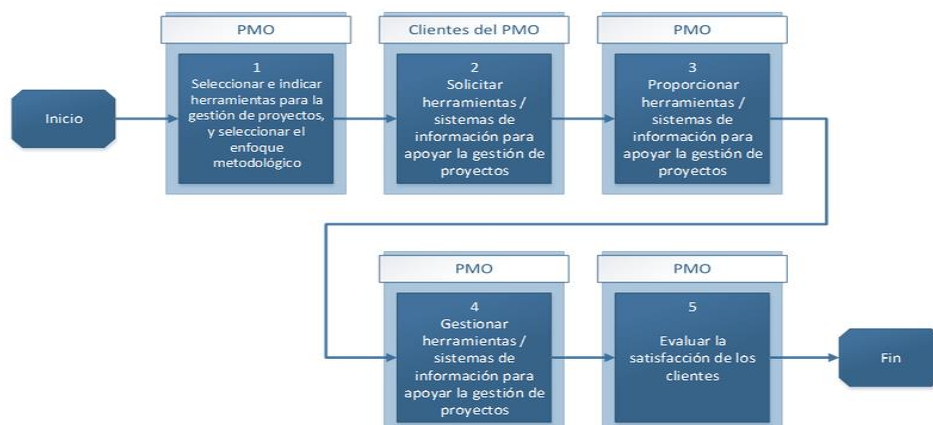 PMO
Clientes del PMO
PMO
Inicio
1
Seleccionar e indicar
herramientas para la
gestión de proyectos,
y seleccionar el
enfoque
metodológico
2
Solicitar
herramientas /
sistemas de
información para
apoyar la gestión de
proyectos
3
Proporcionar
herramientas /
sistemas de
información para
apoyar la gestión de
proyectos
PMO
PMO
4
Gestionar
herramientas /
sistemas de
información para
apoyar la gestión de
proyectos
5
Evaluar la
satisfacción de los
clientes
Fin